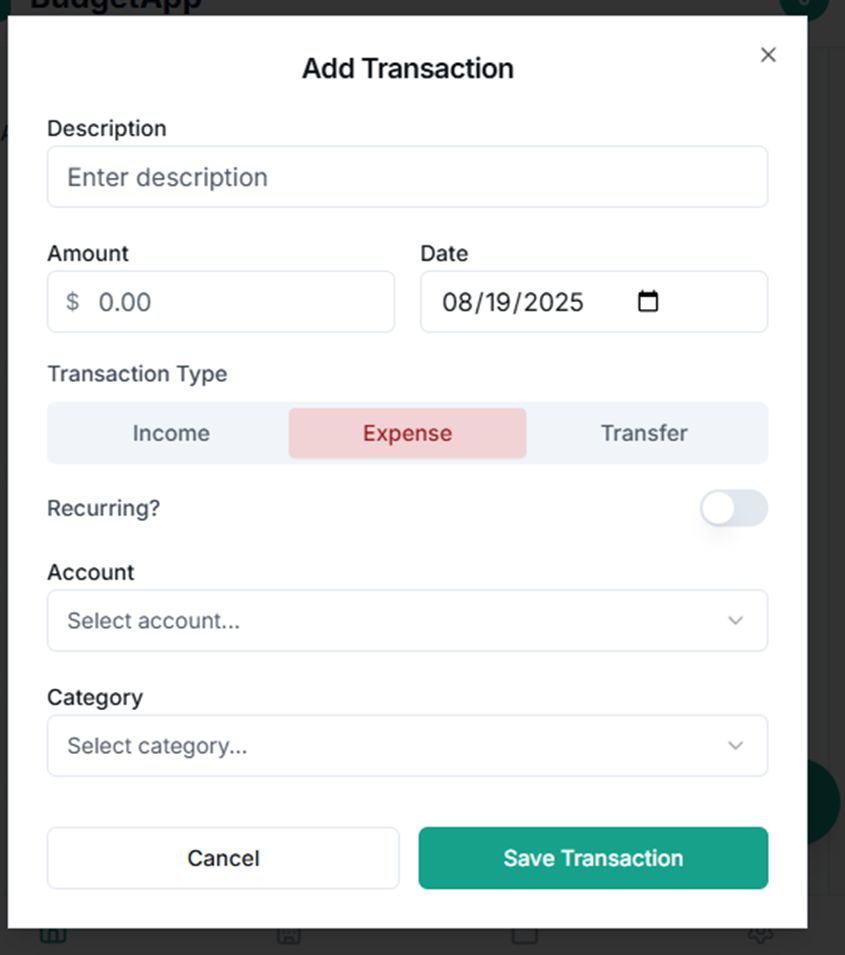 BudgetApp
Add Transaction
Description
Enter description
Amount
Date
$ 0.00
08/19/2025
Transaction Type
Income
Expense
Transfer
Recurring?
Account
Select account...
Category
Select category...
Cancel
Save Transaction